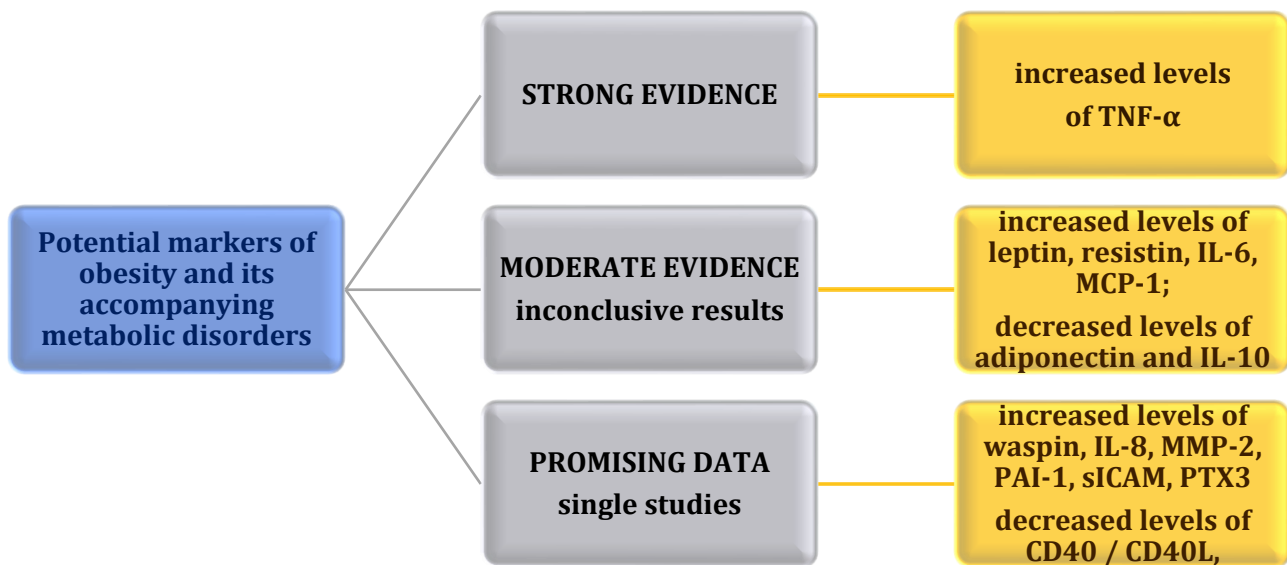 Potential markers of
obesity and its
accompanying
metabolic disorders
STRONG EVIDENCE
increased levels
of TNF-α
MODERATE EVIDENCE
inconclusive results
increased levels of
leptin, resistin, IL-6,
MCP-1;
decreased levels of
adiponectin and IL-10
PROMISING DATA
single studies
increased levels of
waspin, IL-8, MMP-2,
PAI-1, sICAM, PTX3
decreased levels of
CD40 / CD40L,